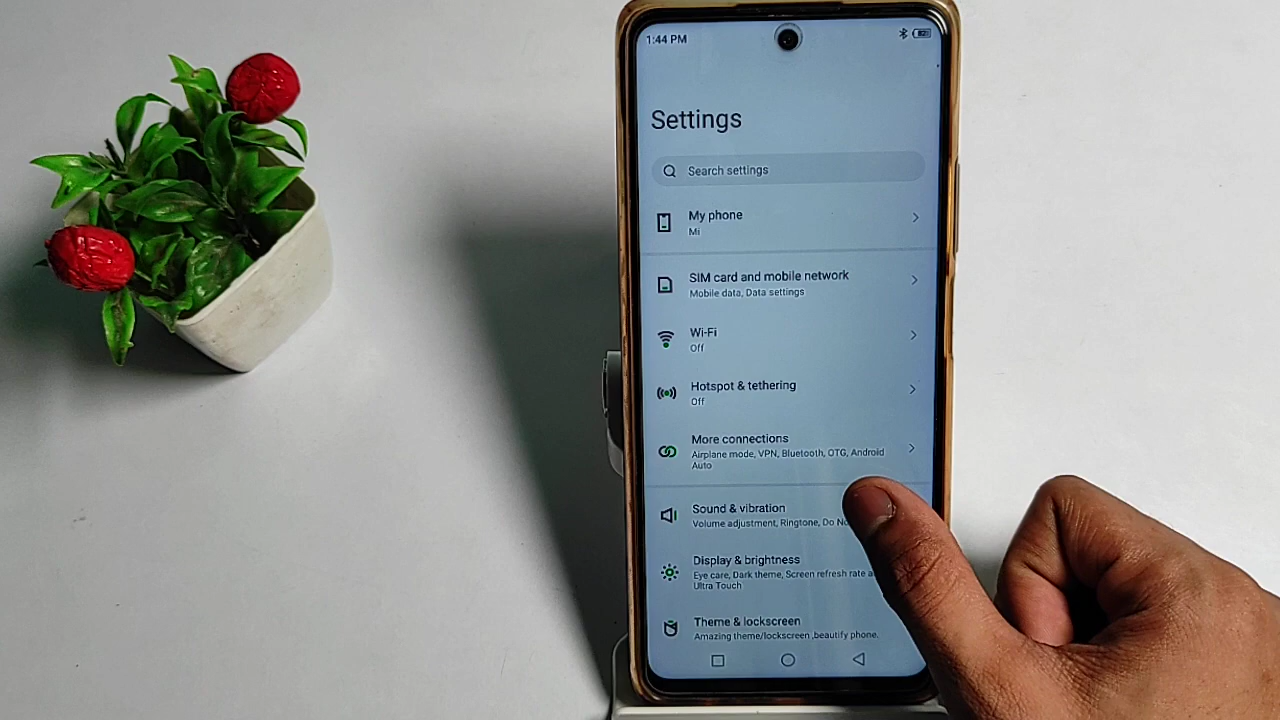 1:44 PM
Settings
Search settings
My phone
Mi
SIM card and mobile network
Mobile data, Data settings
Wi-Fi
Off
Hotspot & tethering
Off
More connections
Airplane mode, VPN, Bluetooth, OTG, Android
Auto
Sound & vibration
Volume adjustment, Ringtone, Do
Display & brightness
Eye care, Dark theme, Screen refresh rate
Ultra Touch
Theme & lockscreen
Amazing theme/lockscreen ,beautify phone.